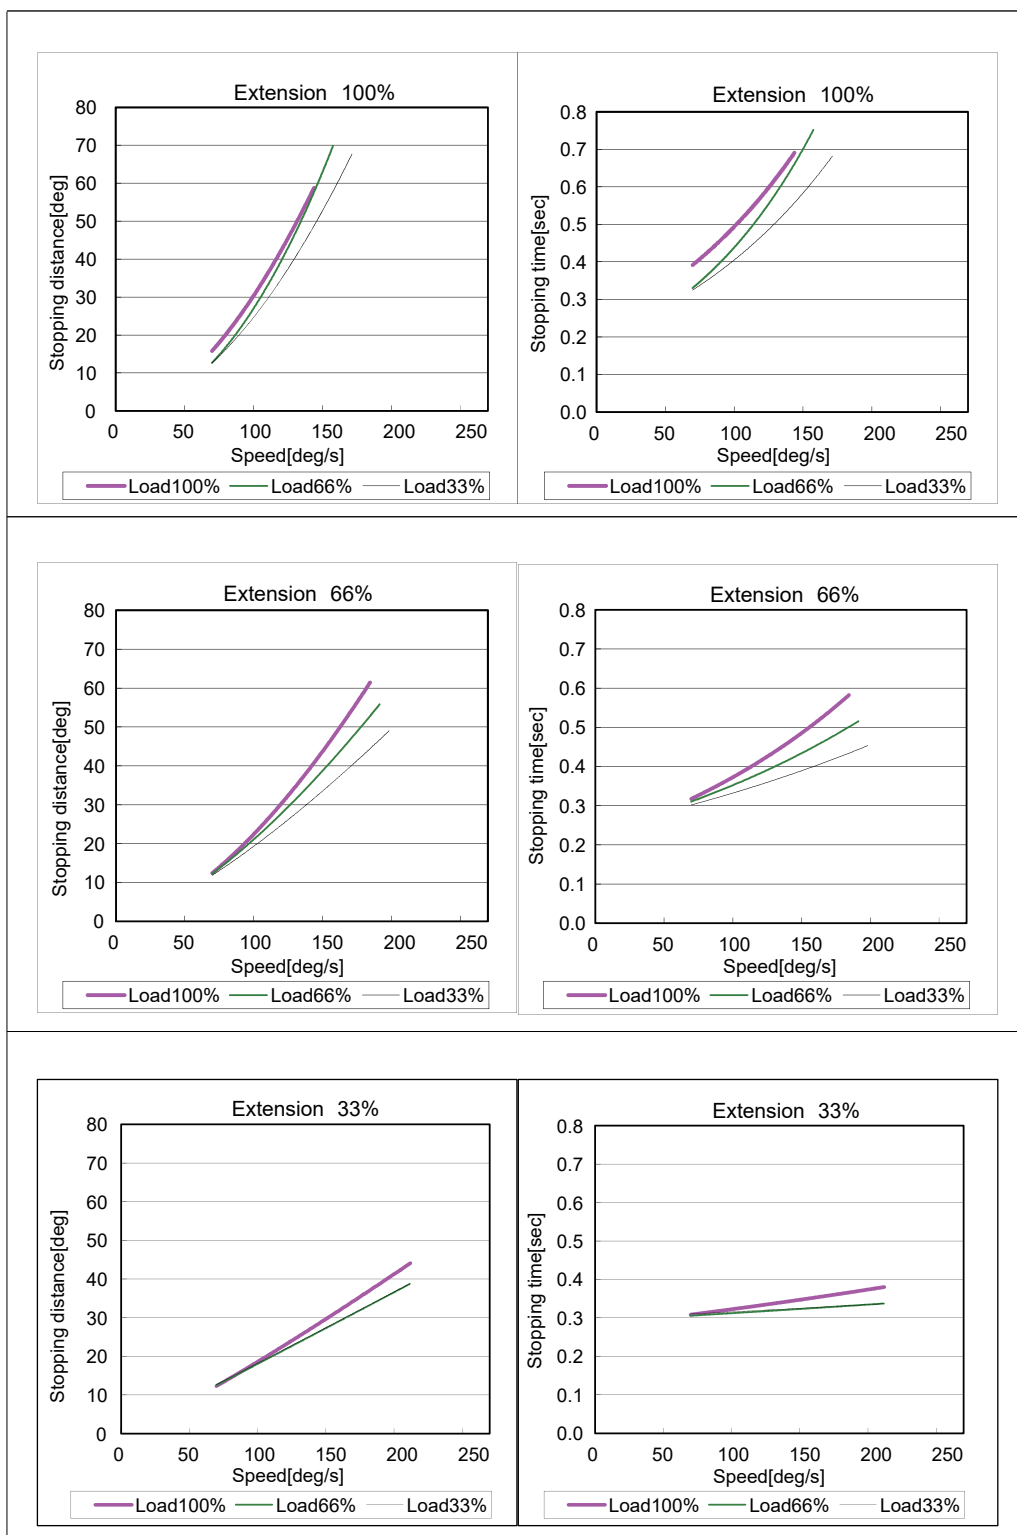 Extension 100%
Stopping distance[deg]
80
70
60
50
40
30
20
10
0
0 50 100 150 200 250
Speed[deg/s]
Load100% Load66% Load33%
Extension 100%
Stopping time[sec]
0.8
0.7
0.6
0.5
0.4
0.3
0.2
0.1
0.0
0 50 100 150 200 250
Speed[deg/s]
Load100% Load66% Load33%
Extension 66%
Stopping distance[deg]
80
70
60
50
40
30
20
10
0
0 50 100 150 200 250
Speed[deg/s]
Load100% Load66% Load33%
Extension 66%
Stopping time[sec]
0.8
0.7
0.6
0.5
0.4
0.3
0.2
0.1
0.0
0 50 100 150 200 250
Speed[deg/s]
Load100% Load66% Load33%
Extension 33%
Stopping distance[deg]
80
70
60
50
40
30
20
10
0
0 50 100 150 200 250
Speed[deg/s]
Load100% Load66% Load33%
Extension 33%
Stopping time[sec]
0.8
0.7
0.6
0.5
0.4
0.3
0.2
0.1
0.0
0 50 100 150 200 250
Speed[deg/s]
Load100% Load66% Load33%